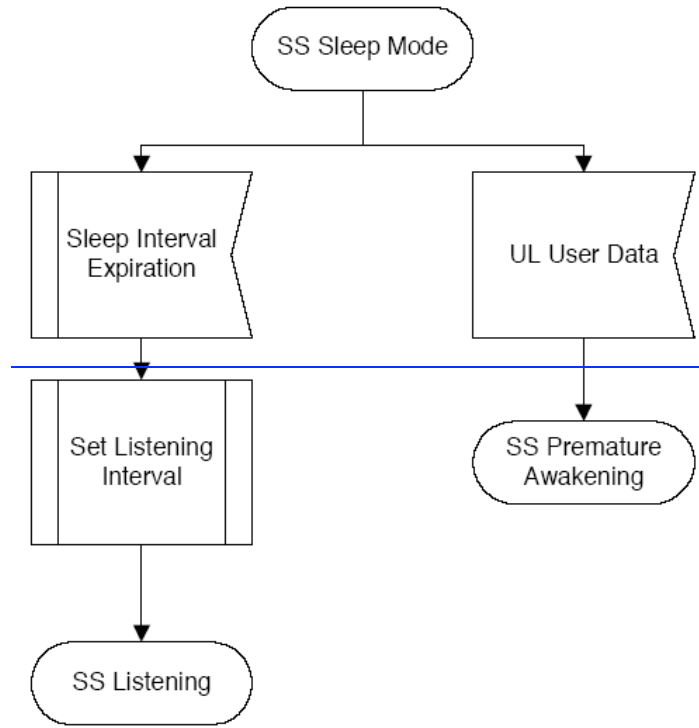 SS Sleep Mode
Sleep Interval
Expiration
UL User Data
Set Listening
Interval
SS Premature
Awakening
SS Listening